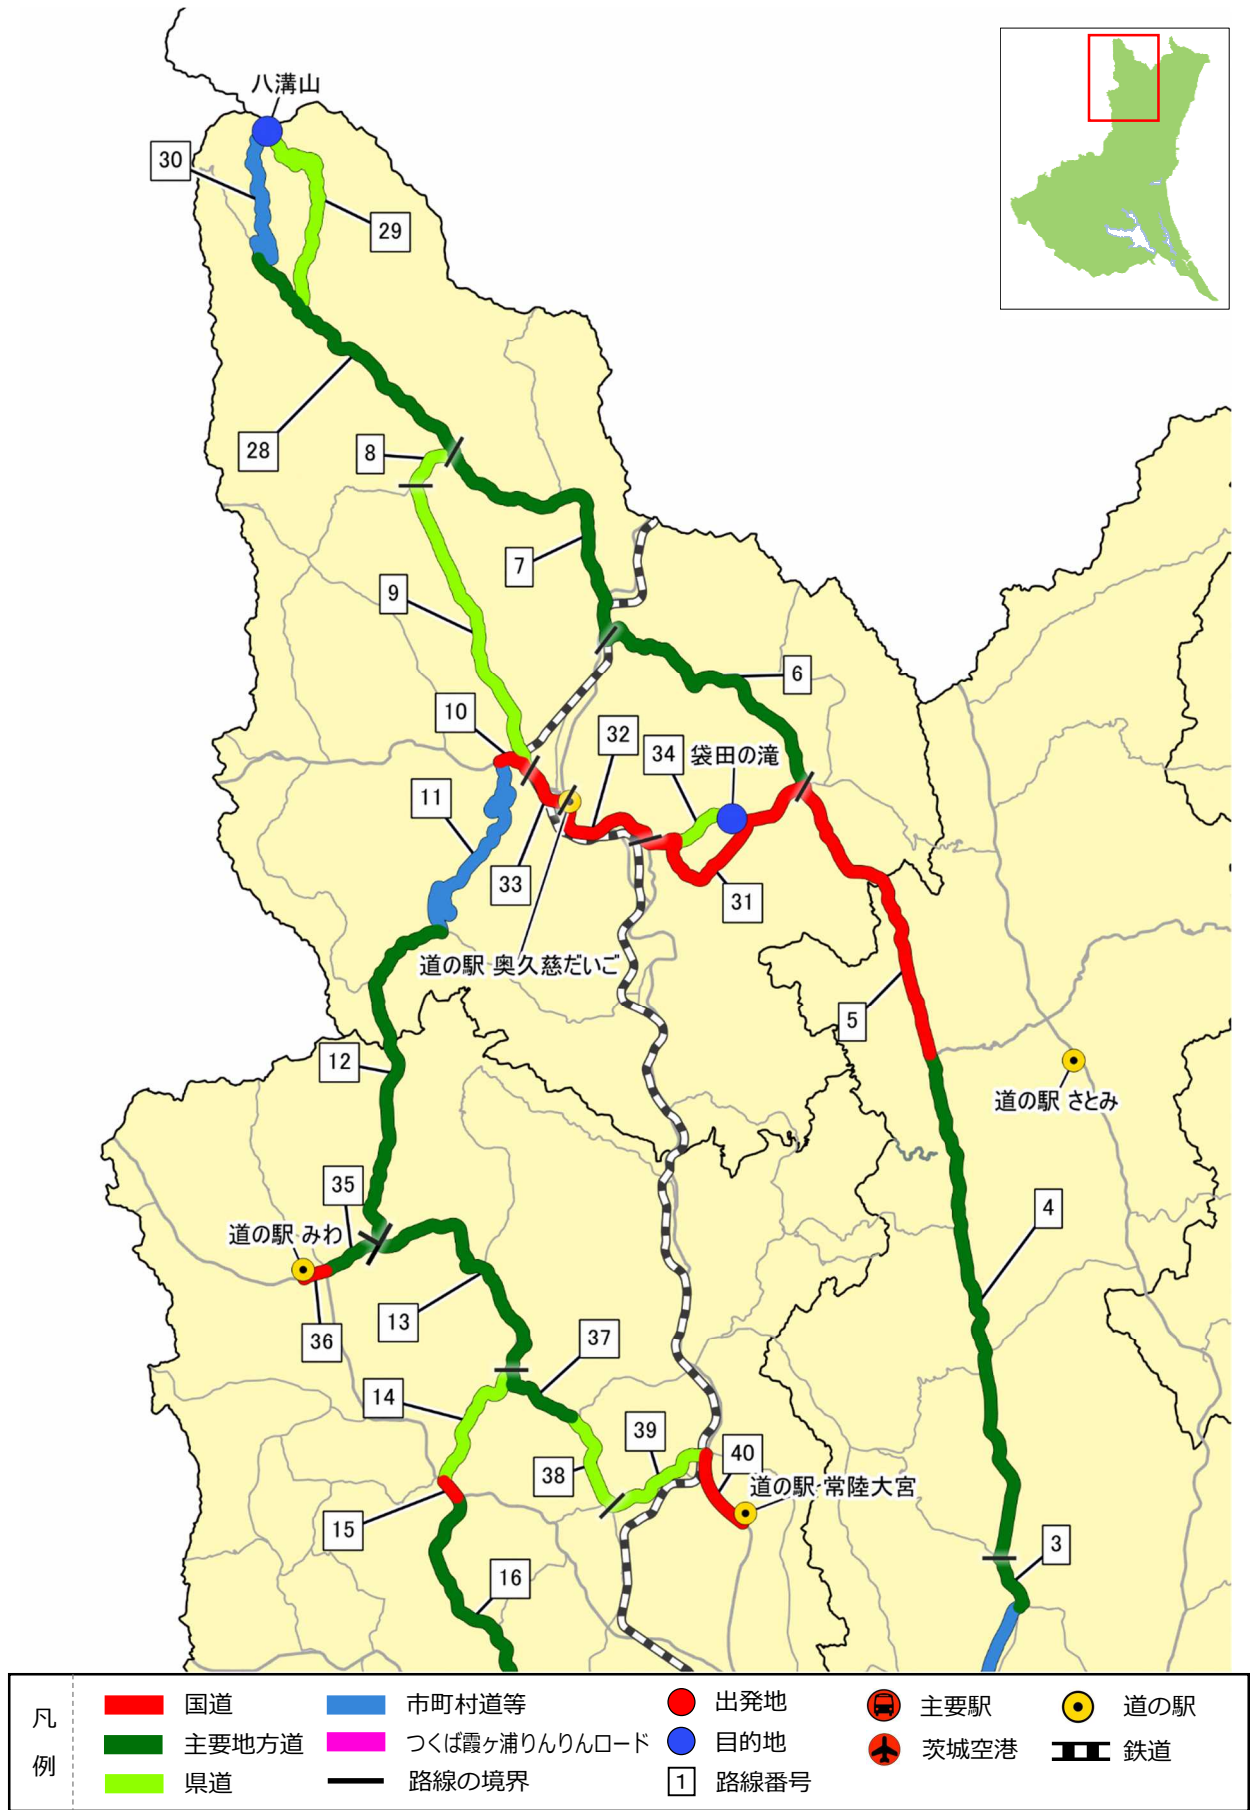 八溝山
30
29
28
8
7
9
6
10
32
34
袋田の滝
11
33
31
道の駅 奥久慈だいご
5
12
道の駅 さとみ
35
4
道の駅 みわ
13
36
37
14
39
40
38
道の駅 常陸大宮
15
3
16
凡例
国道
市町村道等
出発地
主要駅
道の駅
主要地方道
つくば霞ヶ浦りんりんロード
目的地
茨城空港
鉄道
県道
路線の境界
1
路線番号